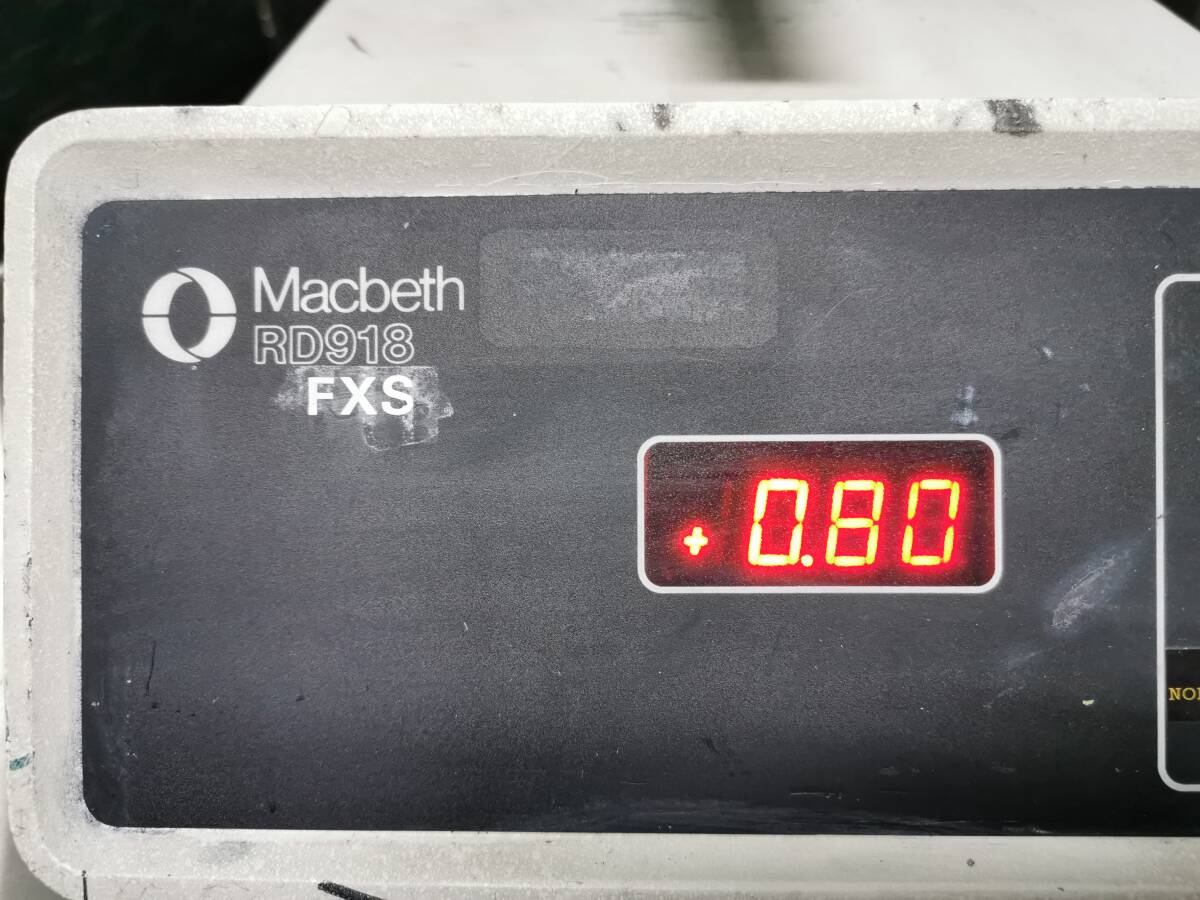 Macbeth
RD918
FXS
+ 0.80